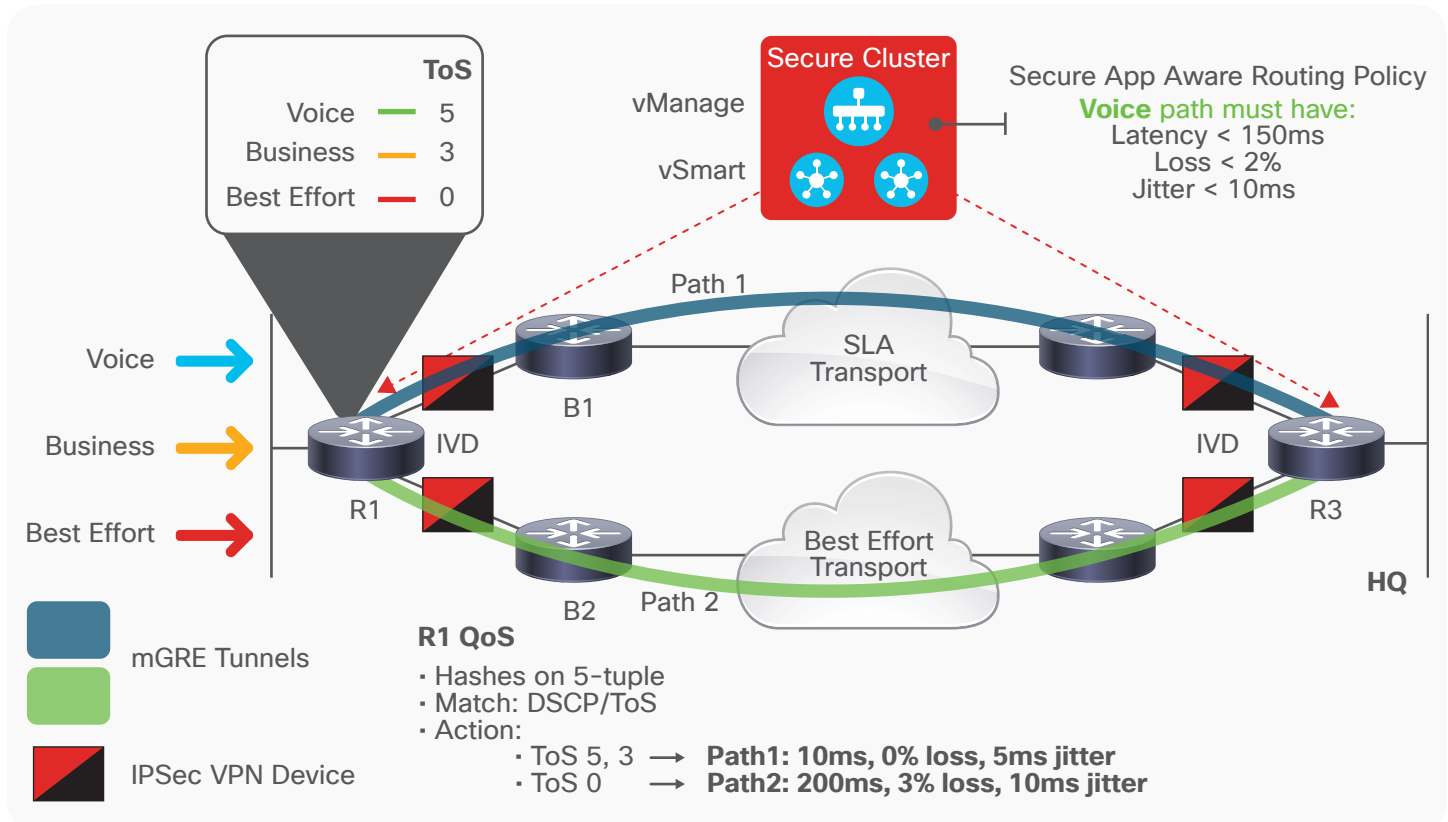 ToS
Voice 5
Business 3
Best Effort 0
Secure Cluster
vManage
vSmart
Secure App Aware Routing Policy
Voice path must have:
Latency < 150ms
Loss < 2%
Jitter < 10ms
Path 1
Voice
Business
Best Effort
SLA
Transport
B1
IVD
IVD
R1
R3
Best Effort
Transport
B2
Path 2
HQ
mGRE Tunnels
IPSec VPN Device
R1 QoS
· Hashes on 5-tuple
· Match: DSCP/ToS
· Action:
· ToS 5, 3 → Path1: 10ms, 0% loss, 5ms jitter
· ToS 0 → Path2: 200ms, 3% loss, 10ms jitter